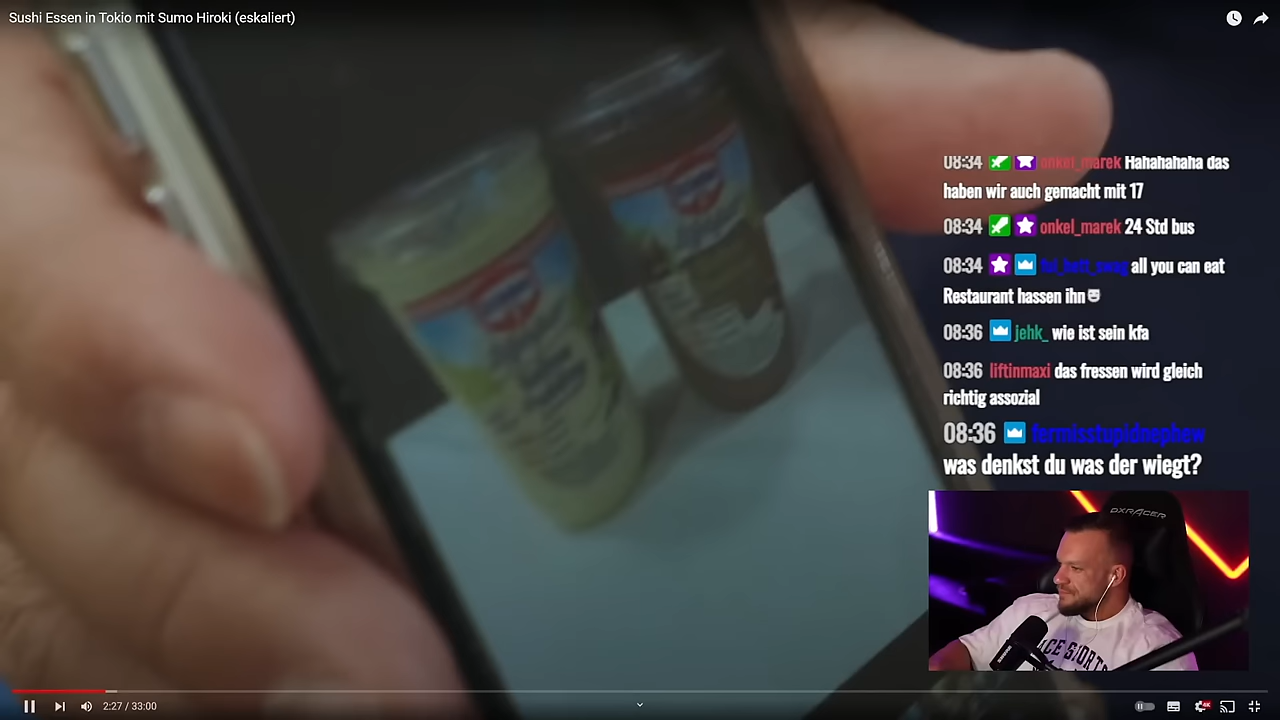 Sushi Essen in Tokio mit Sumo Hiroki (eskaliert)
08:34 onkel_marek Hahahahaha das
haben wir auch gemacht mit 17
08:34 onkel_marek 24 Std bus
08:34 all you can eat
Restaurant hassen ihn
08:36 jehk_ wie ist sein kfa
08:36 liftinmaxi das fressen wird gleich
richtig assozial
08:36 fermisstupidnephew
was denkst du was der wiegt?
DXRACER
2:27 / 33:00
4K